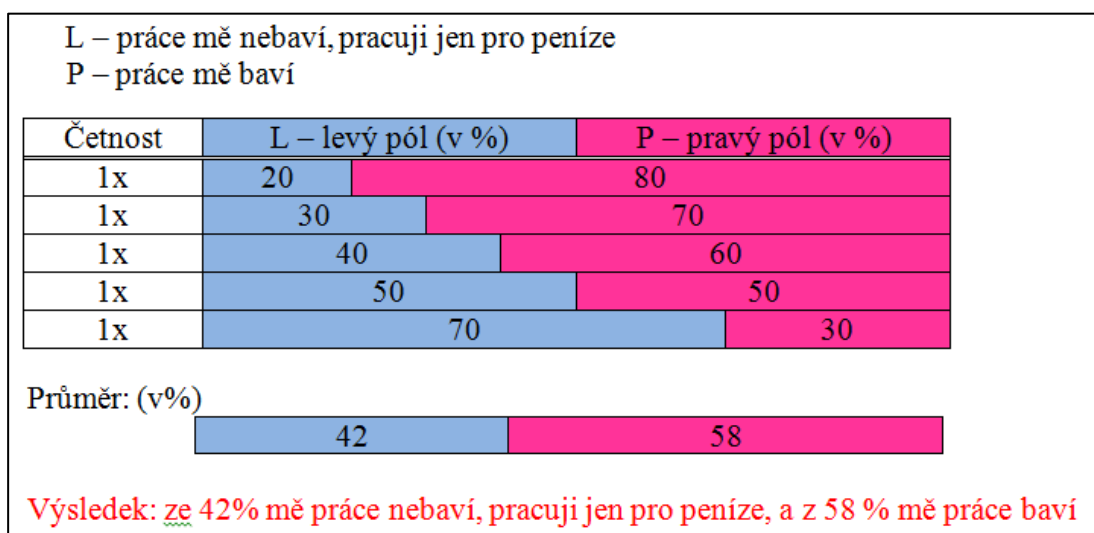 L – práce mě nebaví, pracuji jen pro peníze
P – práce mě baví
Četnost L – levý pól (v %) P – pravý pól (v %)
1x 20 80
1x 30 70
1x 40 60
1x 50 50
1x 70 30
Průměr: (v%)
42 58
Výsledek: ze 42% mě práce nebaví, pracuji jen pro peníze, a z 58 % mě práce baví